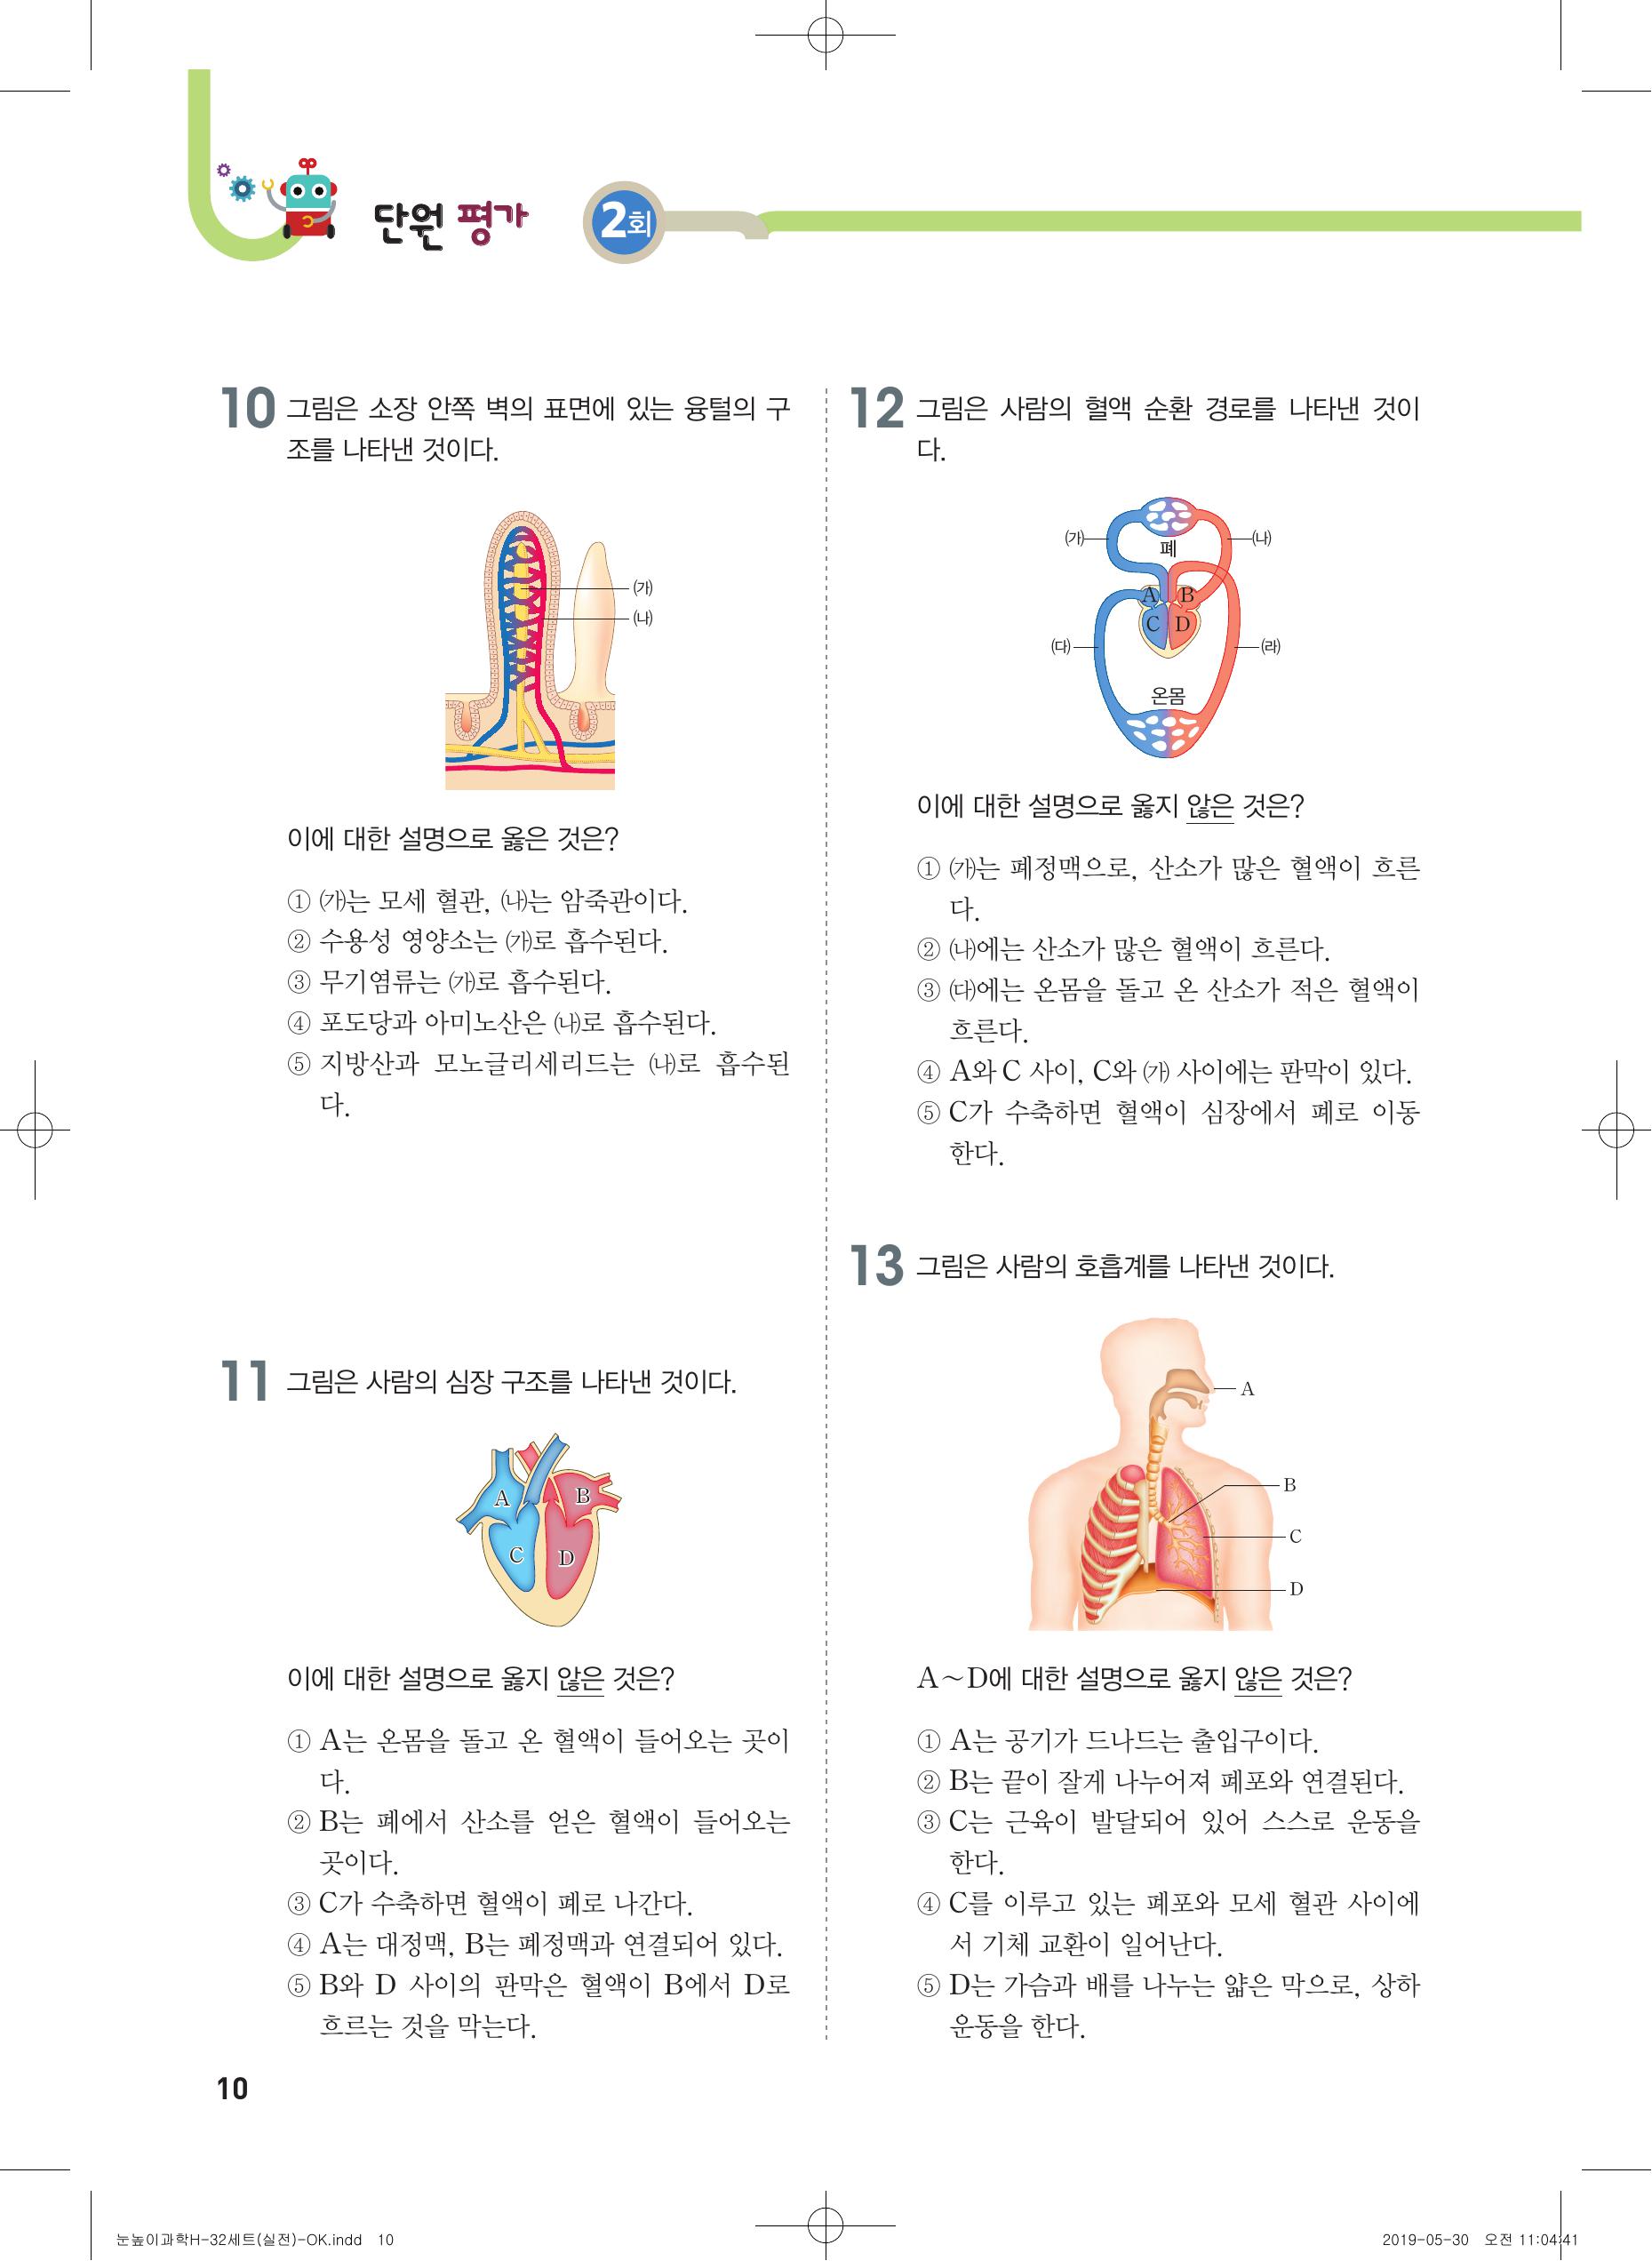 단원 평가 2회
10 그림은 소장 안쪽 벽의 표면에 있는 융털의 구
조를 나타낸 것이다.
(가)
(나)
이에 대한 설명으로 옳은 것은?
① ㈎는 모세 혈관, ㈏는 암죽관이다.
② 수용성 영양소는 ㈎로 흡수된다.
③ 무기염류는 ㈎로 흡수된다.
④ 포도당과 아미노산은 ㈏로 흡수된다.
⑤ 지방산과 모노글리세리드는 ㈏로 흡수된
다.
11 그림은 사람의 심장 구조를 나타낸 것이다.
A
B
C
D
이에 대한 설명으로 옳지 않은 것은?
① A는 온몸을 돌고 온 혈액이 들어오는 곳이
다.
② B는 폐에서 산소를 얻은 혈액이 들어오는
곳이다.
③ C가 수축하면 혈액이 폐로 나간다.
④ A는 대정맥, B는 폐정맥과 연결되어 있다.
⑤ B와 D 사이의 판막은 혈액이 B에서 D로
흐르는 것을 막는다.
12 그림은 사람의 혈액 순환 경로를 나타낸 것이
다.
(가)
(나)
폐
A
B
C
D
(다)
(라)
온몸
이에 대한 설명으로 옳지 않은 것은?
① ㈎는 폐정맥으로, 산소가 많은 혈액이 흐른
다.
② ㈏에는 산소가 많은 혈액이 흐른다.
③ ㈐에는 온몸을 돌고 온 산소가 적은 혈액이
흐른다.
④ A와 C 사이, C와 ㈎ 사이에는 판막이 있다.
⑤ C가 수축하면 혈액이 심장에서 폐로 이동
한다.
13 그림은 사람의 호흡계를 나타낸 것이다.
A
B
C
D
A～D에 대한 설명으로 옳지 않은 것은?
① A는 공기가 드나드는 출입구이다.
② B는 끝이 잘게 나누어져 폐포와 연결된다.
③ C는 근육이 발달되어 있어 스스로 운동을
한다.
④ C를 이루고 있는 폐포와 모세 혈관 사이에
서 기체 교환이 일어난다.
⑤ D는 가슴과 배를 나누는 얇은 막으로, 상하
운동을 한다.
10
눈높이과학H-32세트(실전)-OK.indd 10
2019-05-30 오전 11:04:41